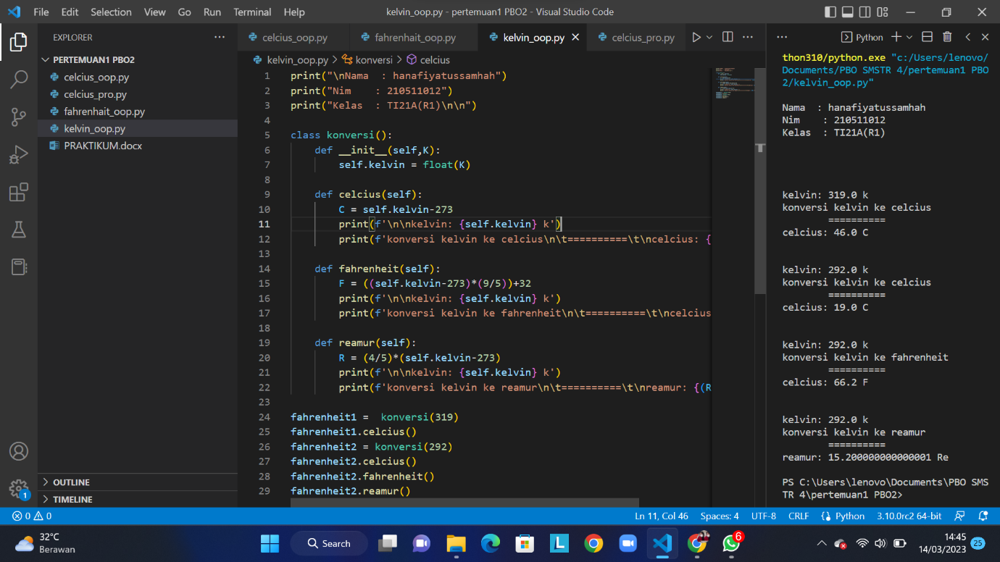 File Edit Selection View Go Run Terminal Help
kelvin_oop.py - pertemuan1 PBO2 - Visual Studio Code
EXPLORER
PERTEMUAN1 PBO2
celcius_oop.py
celcius_pro.py
fahrenhait_oop.py
kelvin_oop.py
PRAKTIKUM.docx
OUTLINE
TIMELINE
celcius_oop.py
fahrenhait_oop.py
kelvin_oop.py
celcius_pro.py
kelvin_oop.py > konversi > celcius
1 print("\nNama  : hanafiyatussamhah")
2 print("Nim    : 210511012")
3 print("Kelas  : TI21A(R1)\n\n")
4
5 class konversi():
6     def __init__(self,K):
7         self.kelvin = float(K)
8
9     def celcius(self):
10         C = self.kelvin-273
11         print(f'\n\nkelvin: {self.kelvin} k')
12         print(f'konversi kelvin ke celcius\n\t==========\t\ncelcius: {
13
14     def fahrenheit(self):
15         F = ((self.kelvin-273)*(9/5))+32
16         print(f'\n\nkelvin: {self.kelvin} k')
17         print(f'konversi kelvin ke fahrenheit\n\t==========\t\ncelcius
18
19     def reamur(self):
20         R = (4/5)*(self.kelvin-273)
21         print(f'\n\nkelvin: {self.kelvin} k')
22         print(f'konversi kelvin ke reamur\n\t==========\t\nreamur: {(R
23
24 fahrenheit1 =  konversi(319)
25 fahrenheit1.celcius()
26 fahrenheit2 = konversi(292)
27 fahrenheit2.celcius()
28 fahrenheit2.fahrenheit()
29 fahrenheit2.reamur()
Python
thon310/python.exe "c:/Users/lenovo/
Documents/PBO SMSTR 4/pertemuan1 PBO
2/kelvin_oop.py"
Nama  : hanafiyatussamhah
Nim    : 210511012
Kelas  : TI21A(R1)
kelvin: 319.0 k
konversi kelvin ke celcius
==========
celcius: 46.0 C
kelvin: 292.0 k
konversi kelvin ke celcius
==========
celcius: 19.0 C
kelvin: 292.0 k
konversi kelvin ke fahrenheit
==========
celcius: 66.2 F
kelvin: 292.0 k
konversi kelvin ke reamur
==========
reamur: 15.200000000000001 Re
PS C:\Users\lenovo\Documents\PBO SMS
TR 4\pertemuan1 PBO2>
1
0 0
Ln 11, Col 46 Spaces: 4 UTF-8 CRLF Python 3.10.0rc2 64-bit
32°C
Berawan
Search
L
6
14:45
14/03/2023
25